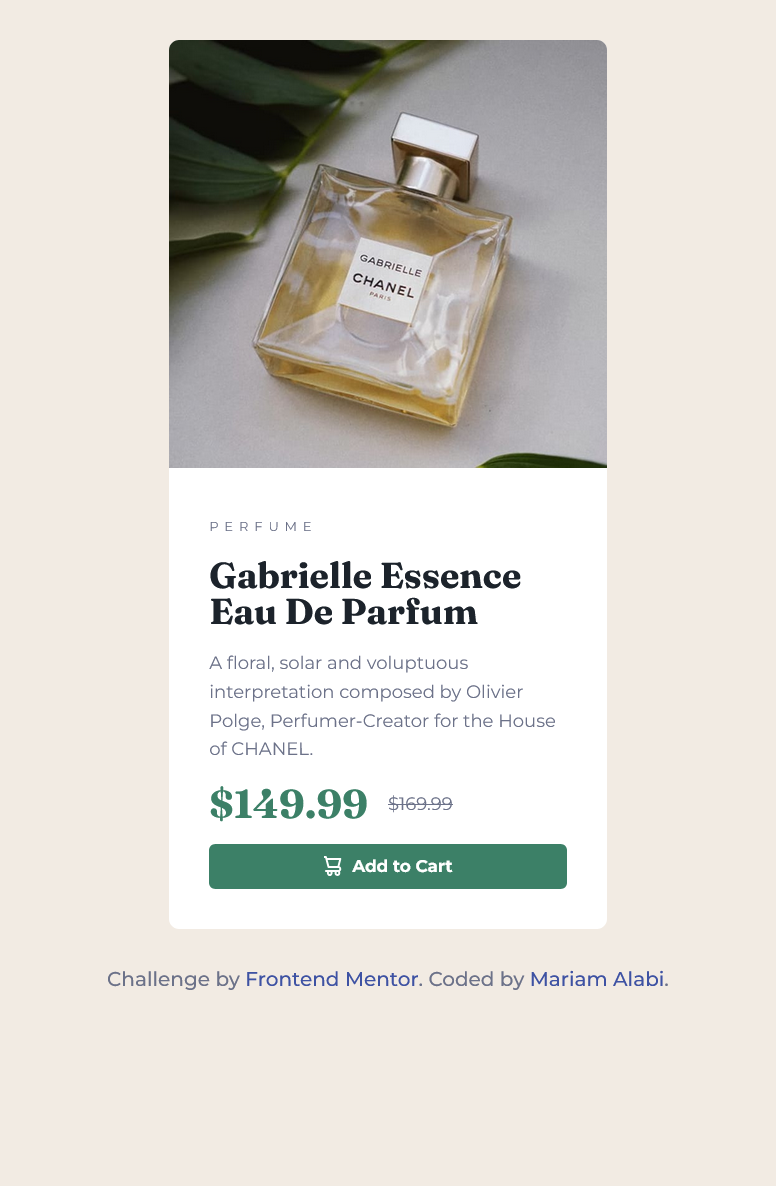 GABRIELLE
CHANEL
PARIS
PERFUME
Gabrielle Essence
Eau De Parfum
A floral, solar and voluptuous
interpretation composed by Olivier
Polge, Perfumer-Creator for the House
of CHANEL.
$149.99 $169.99
Add to Cart
Challenge by Frontend Mentor. Coded by Mariam Alabi.